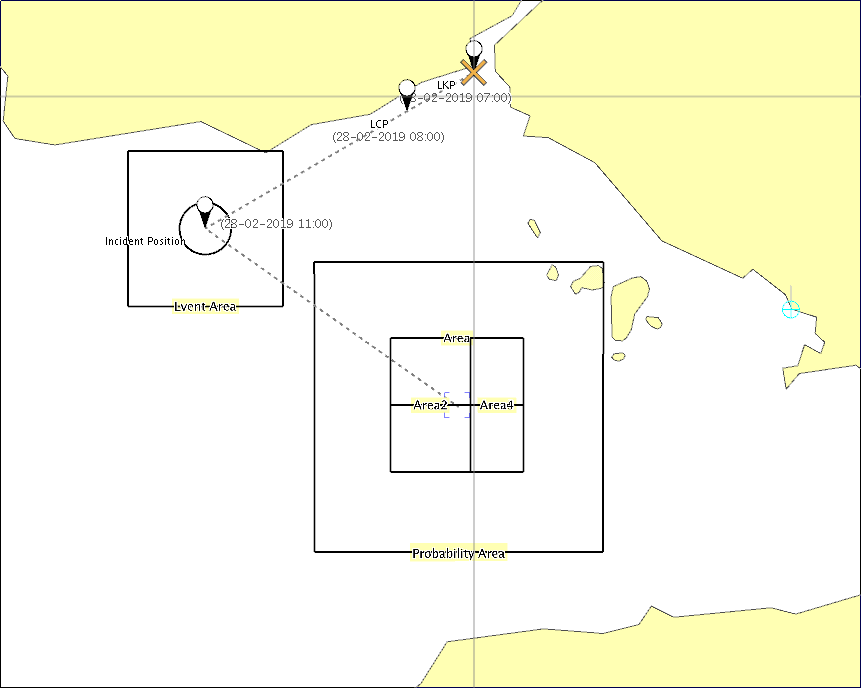 LKP
(28-02-2019 07:00)
LCP
(28-02-2019 08:00)
(28-02-2019 11:00)
Incident Position
Event Area
Area
Area2
Area4
Probability Area